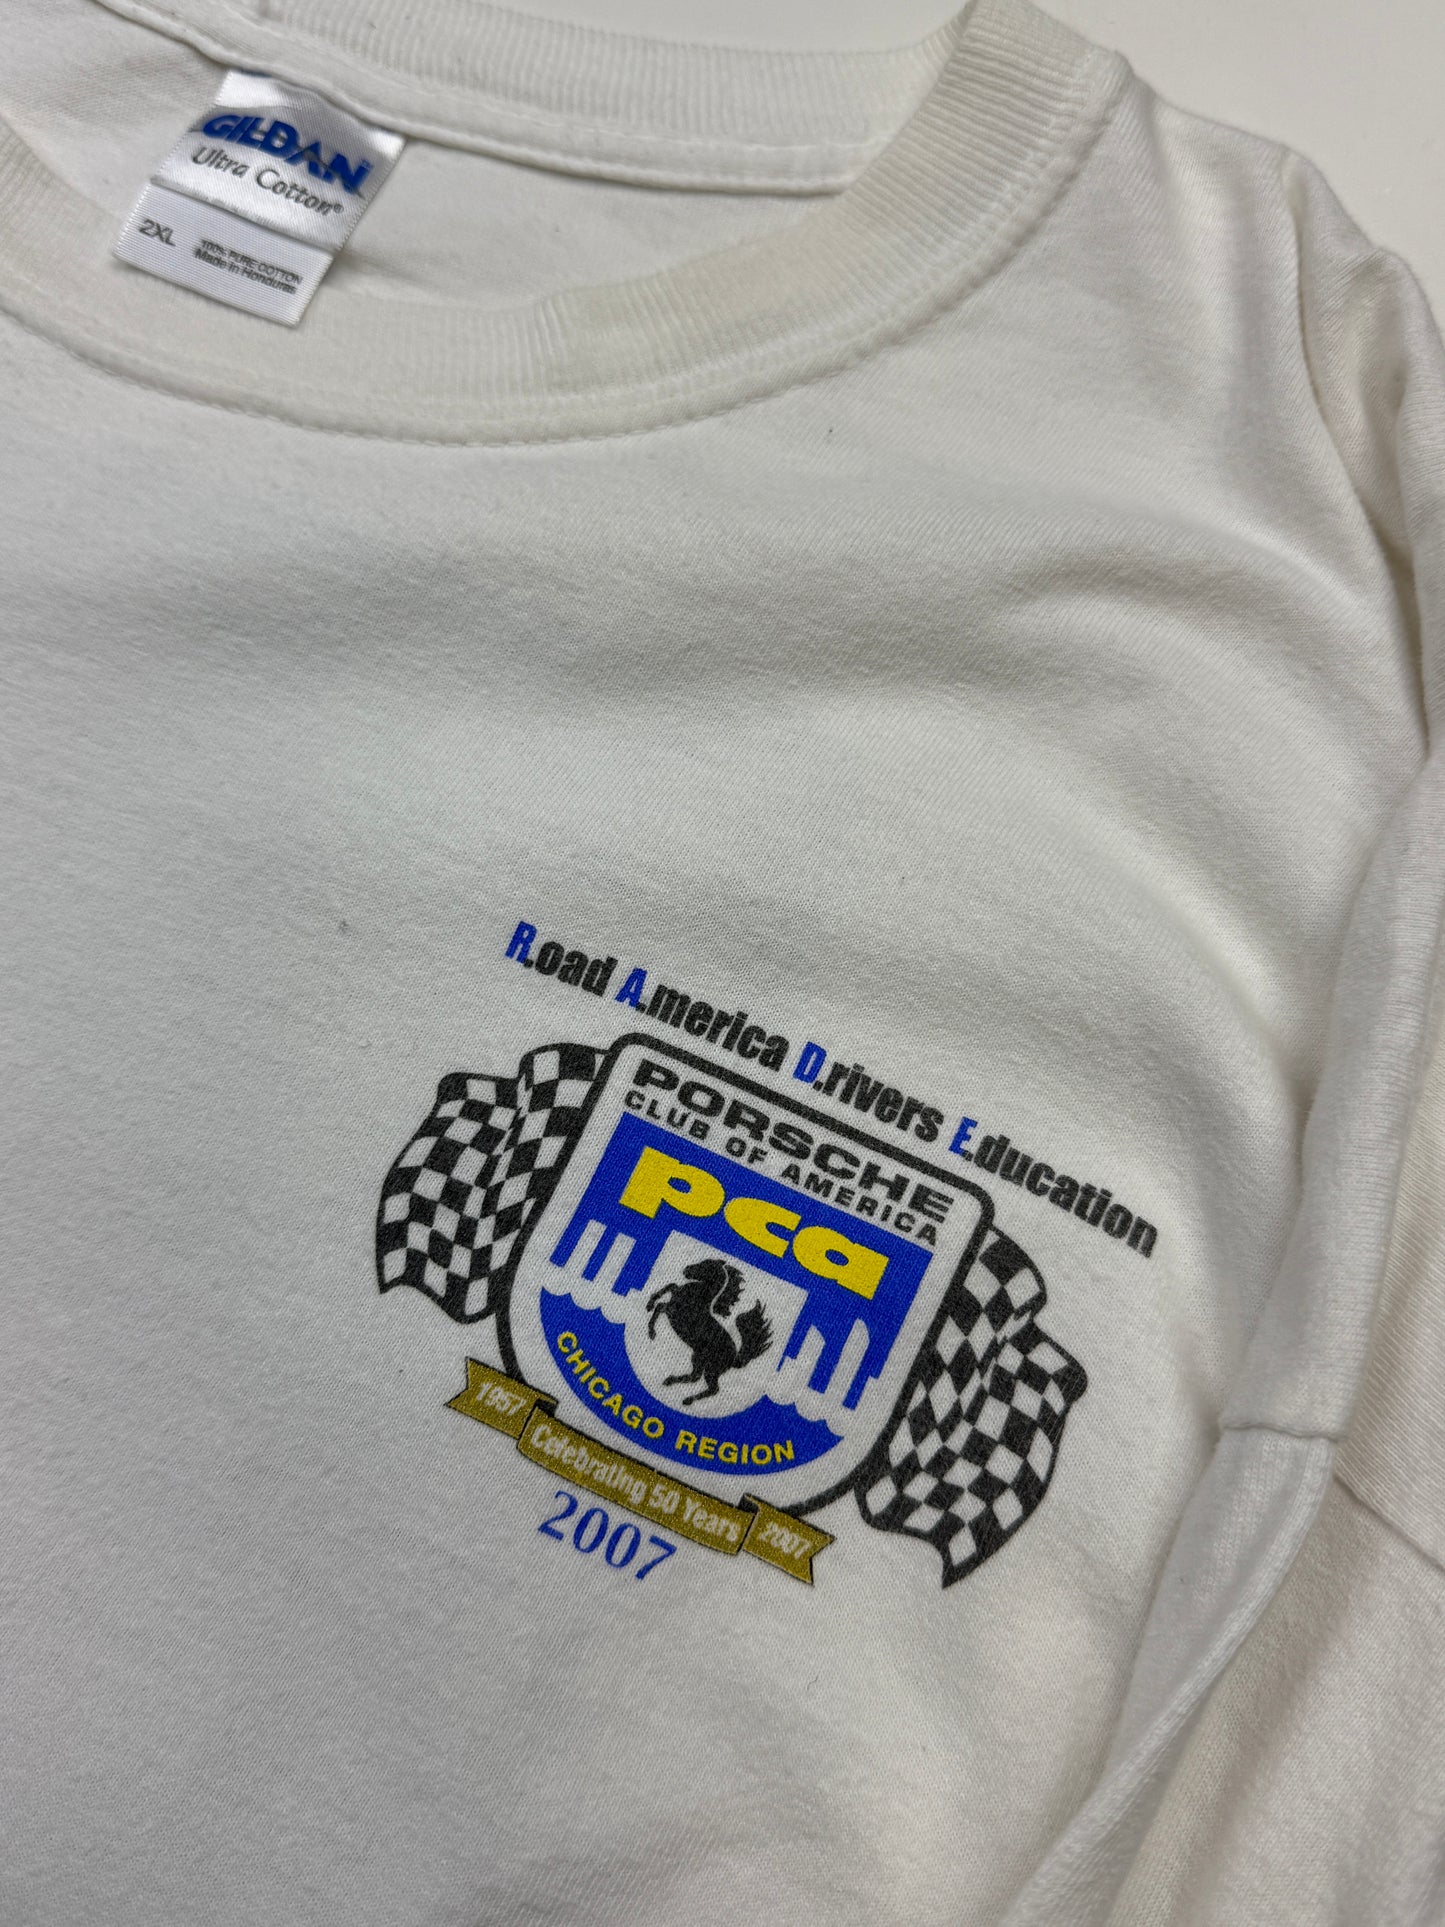 GILDAN
Ultra Cotton®
2XL
100% PURE COTTON
Made in Honduras
R.oad A.merica D.rivers E.ducation
PORSCHE
CLUB OF AMERICA
pca
CHICAGO REGION
1957 Celebrating 50 Years 2007
2007